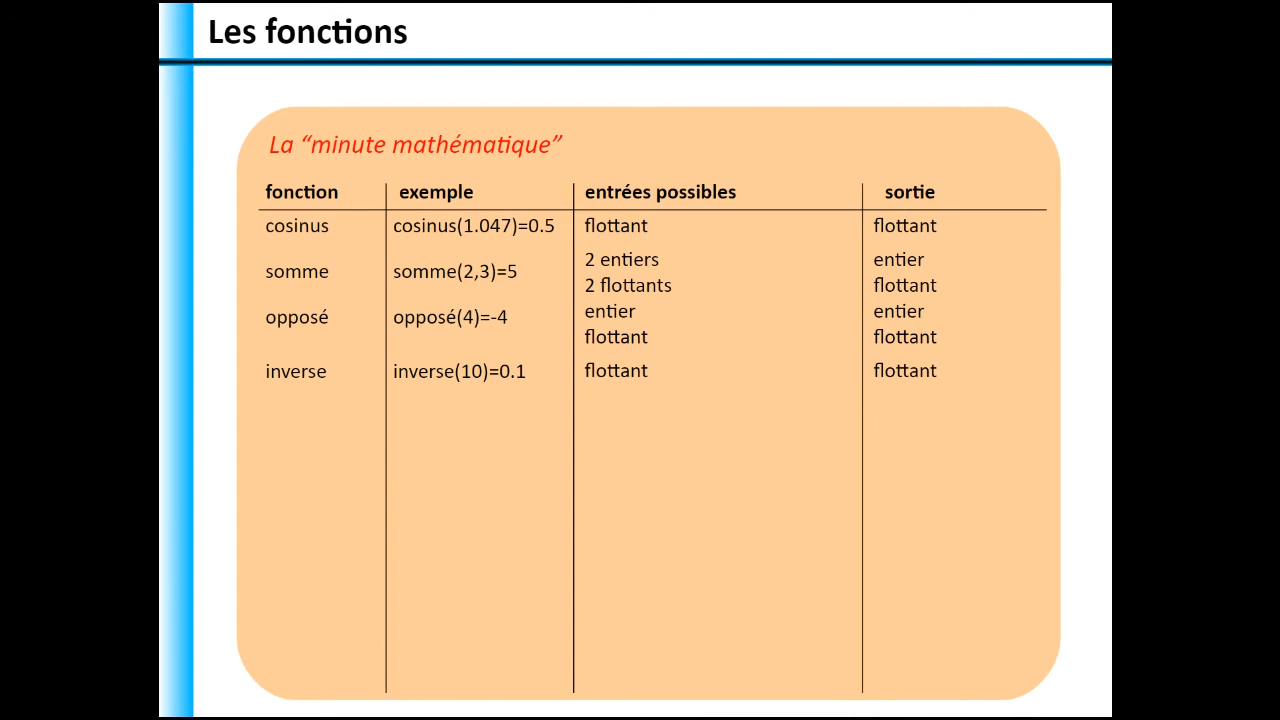 Les fonctions
La “minute mathématique”
fonction exemple entrées possibles sortie
cosinus cosinus(1.047)=0.5 flottant flottant
somme somme(2,3)=5 2 entiers entier
2 flottants flottant
opposé opposé(4)=-4 entier entier
flottant flottant
inverse inverse(10)=0.1 flottant flottant